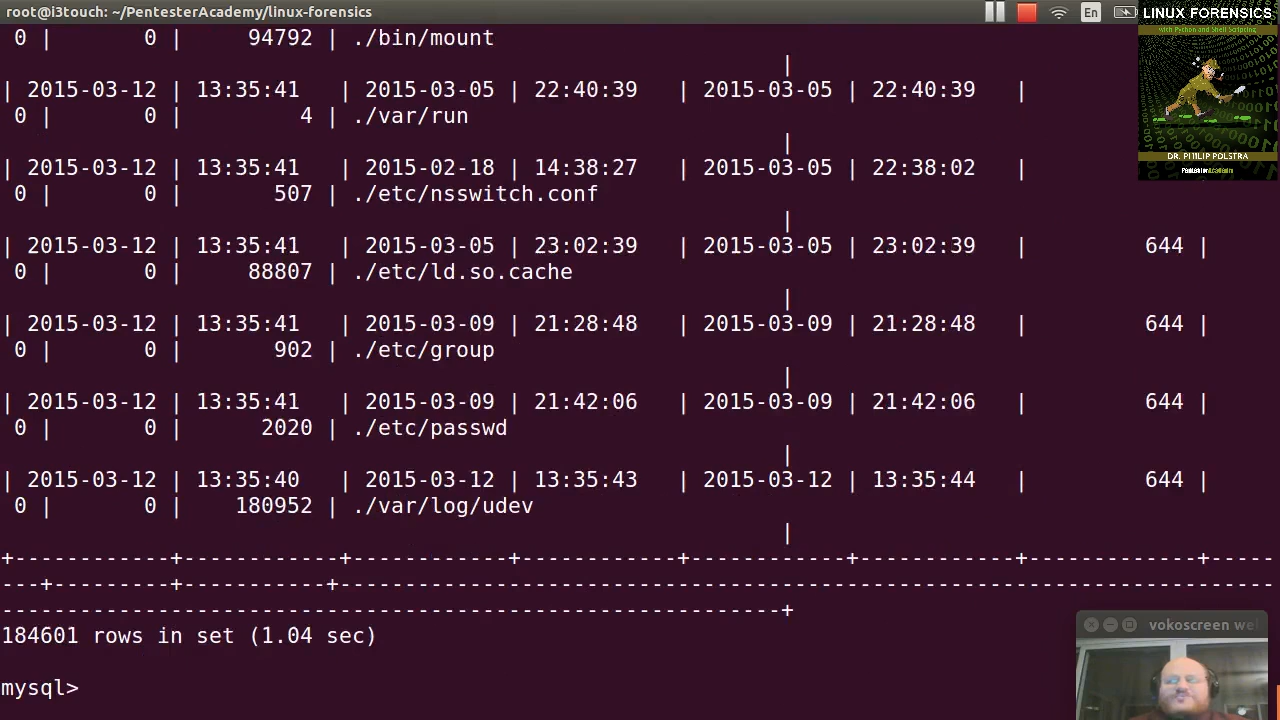 root@i3touch: ~/PentesterAcademy/linux-forensics
En
LINUX FORENSICS
With Python and Shell Scripting
DR. PHILIP POLSTRA
PentesterAcademy
0 |       0 |     94792 | ./bin/mount
|
| 2015-03-12 | 13:35:41   | 2015-03-05 | 22:40:39   | 2015-03-05 | 22:40:39   |
0 |       0 |         4 | ./var/run
|
| 2015-03-12 | 13:35:41   | 2015-02-18 | 14:38:27   | 2015-03-05 | 22:38:02   |
0 |       0 |       507 | ./etc/nsswitch.conf
|
| 2015-03-12 | 13:35:41   | 2015-03-05 | 23:02:39   | 2015-03-05 | 23:02:39   |         644 |
0 |       0 |     88807 | ./etc/ld.so.cache
|
| 2015-03-12 | 13:35:41   | 2015-03-09 | 21:28:48   | 2015-03-09 | 21:28:48   |         644 |
0 |       0 |       902 | ./etc/group
|
| 2015-03-12 | 13:35:41   | 2015-03-09 | 21:42:06   | 2015-03-09 | 21:42:06   |         644 |
0 |       0 |      2020 | ./etc/passwd
|
| 2015-03-12 | 13:35:40   | 2015-03-12 | 13:35:43   | 2015-03-12 | 13:35:44   |         644 |
0 |       0 |    180952 | ./var/log/udev
|
+------------+------------+------------+------------+------------+------------+-------------+-----
---+---------+-----------+------------------------------------------------------------------------
------------------------------------------------------------+
184601 rows in set (1.04 sec)
vokoscreen we
mysql>